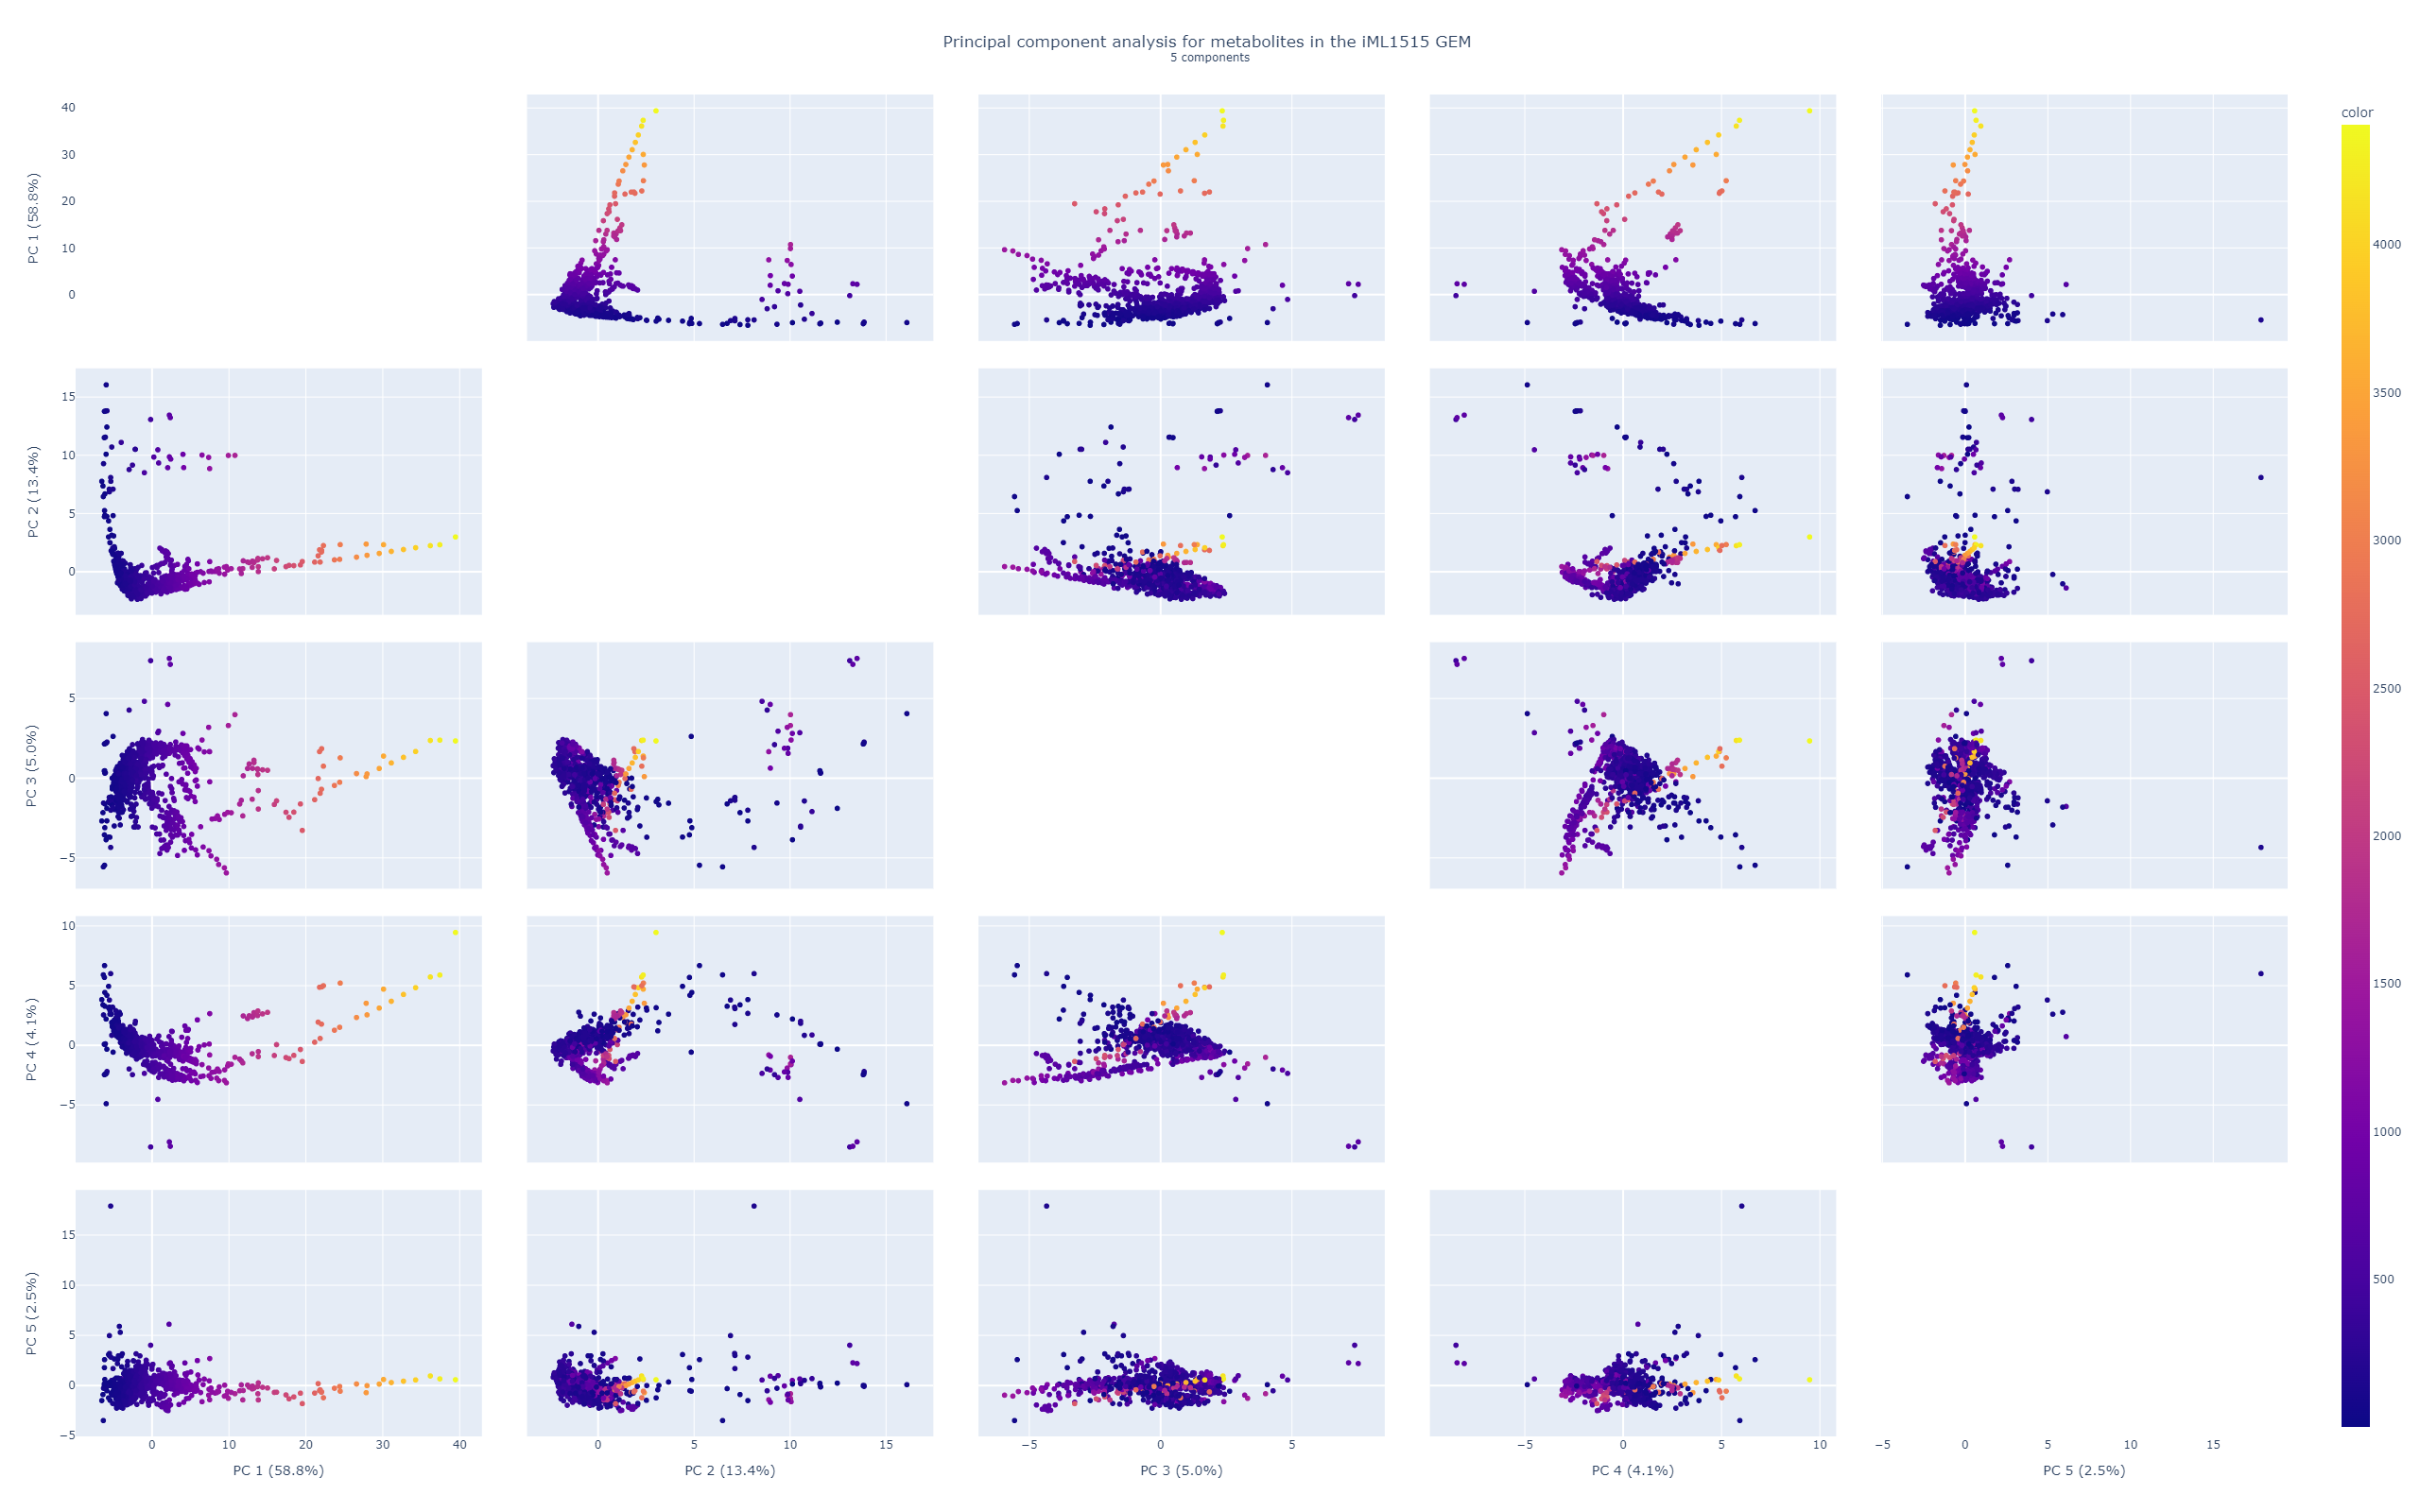 Principal component analysis for metabolites in the iML1515 GEM
5 components
color
40
30
20
10
0
PC 1 (58.8%)
15
10
5
0
PC 2 (13.4%)
5
0
−5
PC 3 (5.0%)
10
5
0
−5
PC 4 (4.1%)
15
10
5
0
−5
PC 5 (2.5%)
0 10 20 30 40
0 5 10 15
−5 0 5
−5 0 5 10
−5 0 5 10 15
PC 1 (58.8%)
PC 2 (13.4%)
PC 3 (5.0%)
PC 4 (4.1%)
PC 5 (2.5%)
4000
3500
3000
2500
2000
1500
1000
500